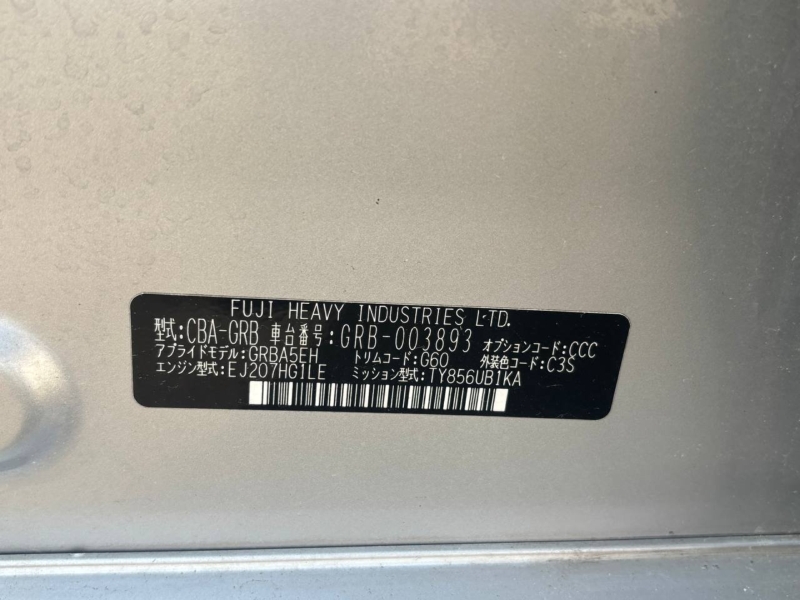 FUJI HEAVY INDUSTRIES LTD.
型式:CBA-GRB 車台番号:GRB-003893 オプションコード:CCC
アプライドモデル:GRBA5EH トリムコード:G60 外装色コード:C3S
エンジン型式:EJ207HG1LE ミッション型式:TY856UB1KA